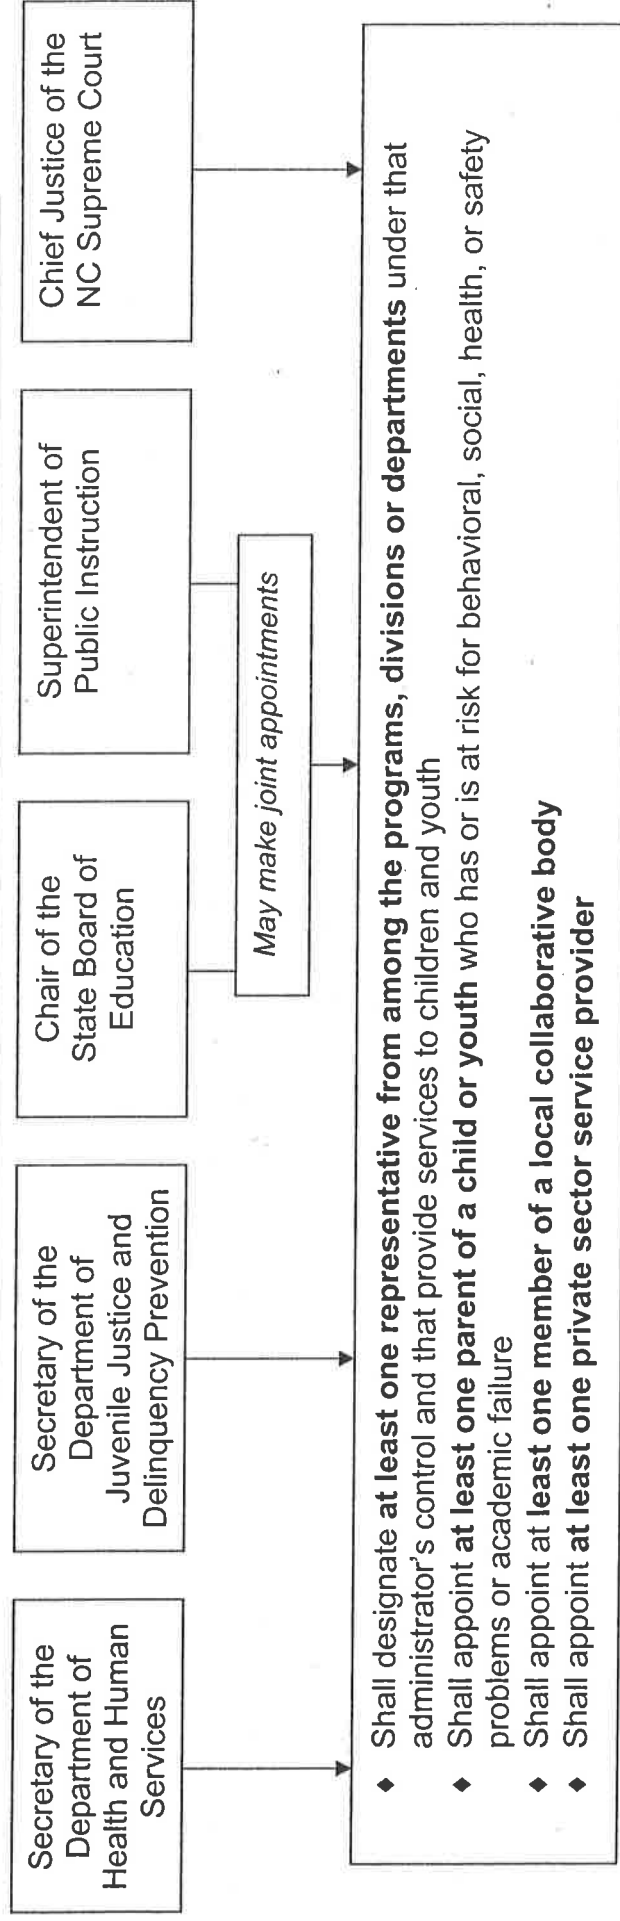 Secretary of the
Department of
Health and Human
Services
Secretary of the
Department of
Juvenile Justice and
Delinquency Prevention
Chair of the
State Board of
Education
Superintendent of
Public Instruction
Chief Justice of the
NC Supreme Court
May make joint appointments
♦ Shall designate at least one representative from among the programs, divisions or departments under that
administrator's control and that provide services to children and youth
♦ Shall appoint at least one parent of a child or youth who has or is at risk for behavioral, social, health, or safety
problems or academic failure
♦ Shall appoint at least one member of a local collaborative body
♦ Shall appoint at least one private sector service provider